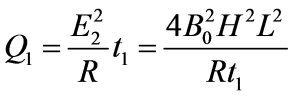 Q₁ = E₂²/R t₁ = 4B₀²H²L²/Rt₁